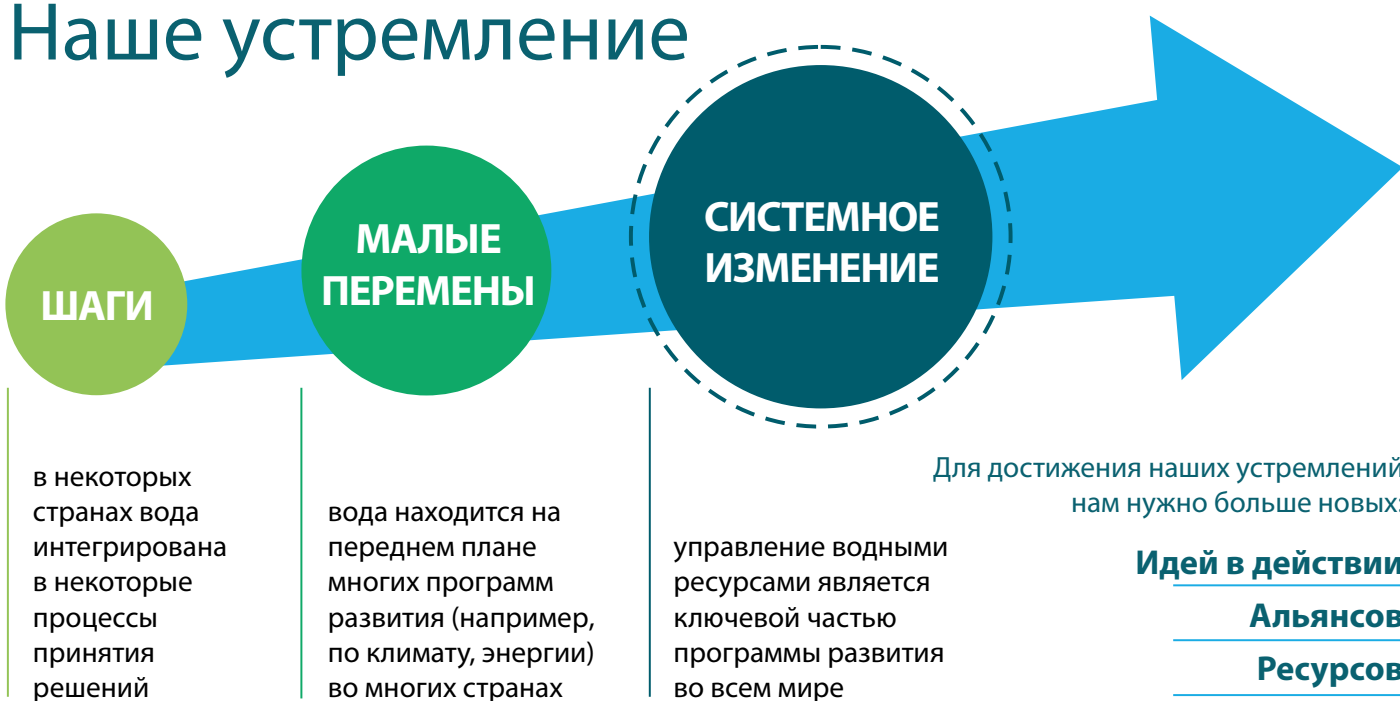 Наше устремление
ШАГИ
МАЛЫЕ
ПЕРЕМЕНЫ
СИСТЕМНОЕ
ИЗМЕНЕНИЕ
в некоторых
странах вода
интегрирована
в некоторые
процессы
принятия
решений
вода находится на
переднем плане
многих программ
развития (например,
по климату, энергии)
во многих странах
управление водными
ресурсами является
ключевой частью
программы развития
во всем мире
Для достижения наших устремлений
нам нужно больше новых:
Идей в действии
Альянсов
Ресурсов